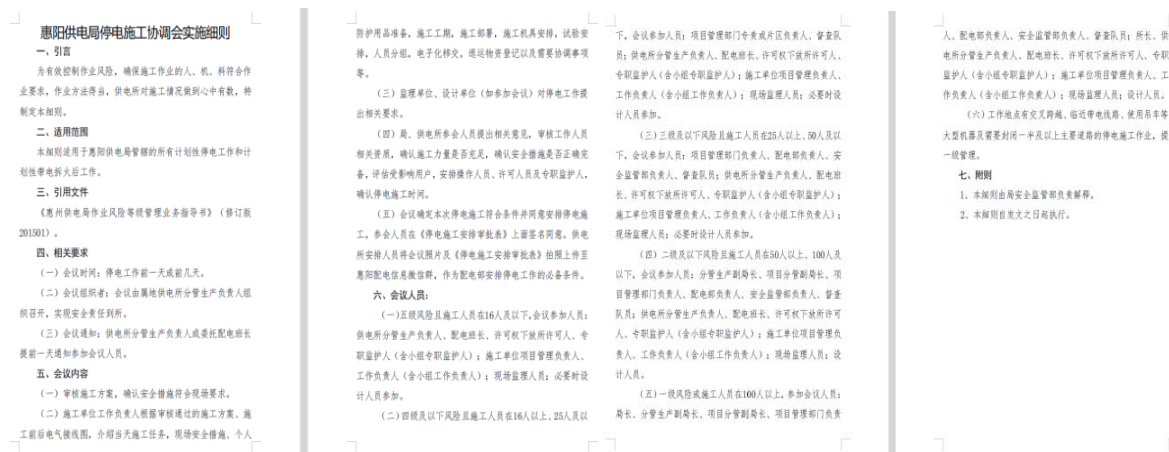 惠阳供电局停电施工协调会实施细则
一、引言
为有效控制作业风险，确保施工作业的人、机、料符合作
业要求，作业方法得当，供电所对施工情况做到心中有数，特
制定本细则。
二、适用范围
本细则适用于惠阳供电局管辖的所有计划性停电工作和计
划性带电拆火后工作。
三、引用文件
《惠州供电局作业风险等级管理业务指导书》（修订版
201501）。
四、相关要求
（一）会议时间：停电工作前一天或前几天。
（二）会议组织者：会议由属地供电所分管生产负责人组
织召开，实现安全责任到所。
（三）会议通知：供电所分管生产负责人或委托配电班长
提前一天通知参加会议人员。
五、会议内容
（一）审核施工方案，确认安全措施符合现场要求。
（二）施工单位工作负责人根据审核通过的施工方案、施
工前后电气接线图，介绍当天施工任务，现场安全措施、个人
防护用品准备，施工工期，施工部署，施工机具安排，试验安
排，人员分组，电子化移交，退运物资登记以及需要协调事项
等。
（三）监理单位、设计单位（如参加会议）对停电工作提
出相关要求。
（四）局、供电所参会人员提出相关意见，审核工作人员
相关资质，确认施工力量是否充足，确认安全措施是否正确完
备，评估受影响用户，安排操作人员、许可人员及专职监护人，
确认停电施工时间。
（五）会议确定本次停电施工符合条件并同意安排停电施
工，参会人员在《停电施工安排审批表》上面签名同意，供电
所安排人员将会议照片及《停电施工安排审批表》拍照上传至
惠阳配电信息微信群，作为配电部安排停电工作的必备条件。
六、会议人员：
（一）五级风险且施工人员在16人及以下，会议参加人员：
供电所分管生产负责人、配电班长、许可权下放所许可人、专
职监护人（含小组专职监护人）；施工单位项目管理负责人、
工作负责人（含小组工作负责人）；现场监理人员；必要时设
计人员参加。
（二）四级及以下风险且施工人员在16人以上、25人及以
下，会议参加人员：项目管理部门专责或片区负责人、督查队
员；供电所分管生产负责人、配电班长、许可权下放所许可人、
专职监护人（含小组专职监护人）；施工单位项目管理负责人、
工作负责人（含小组工作负责人）；现场监理人员；必要时设
计人员参加。
（三）三级及以下风险且施工人员在25人以上、50人及以
下，会议参加人员：项目管理部门负责人、配电部负责人、安
全监管部负责人、督查队员；供电所分管生产负责人、配电班
长、许可权下放所许可人、专职监护人（含小组专职监护人）；
施工单位项目管理负责人、工作负责人（含小组工作负责人）；
现场监理人员；必要时设计人员参加。
（四）二级及以下风险且施工人员在50人以上、100人及
以下，会议参加人员：分管生产副局长、项目分管副局长、项
目管理部门负责人、配电部负责人、安全监管部负责人、督查
队员；供电所分管生产负责人、配电班长、许可权下放所许可
人、专职监护人（含小组专职监护人）；施工单位项目管理负
责人、工作负责人（含小组工作负责人）；现场监理人员；设
计人员。
（五）一级风险或施工人员在100人以上，参加会议人员：
局长、分管生产副局长、项目分管副局长、项目管理部门负责
人、配电部负责人、安全监管部负责人、督查队员；所长、供
电所分管生产负责人、配电班长、许可权下放所许可人、专职
监护人（含小组专职监护人）；施工单位项目管理负责人、工
作负责人（含小组工作负责人）；现场监理人员；设计人员。
（六）工作地点有交叉跨越、临近带电线路、使用吊车等
大型机器及需要封闭一半及以上主要道路的停电施工作业，提
一级管理。
七、附则
1、本细则由局安全监管部负责解释。
2、本细则自发文之日起执行。